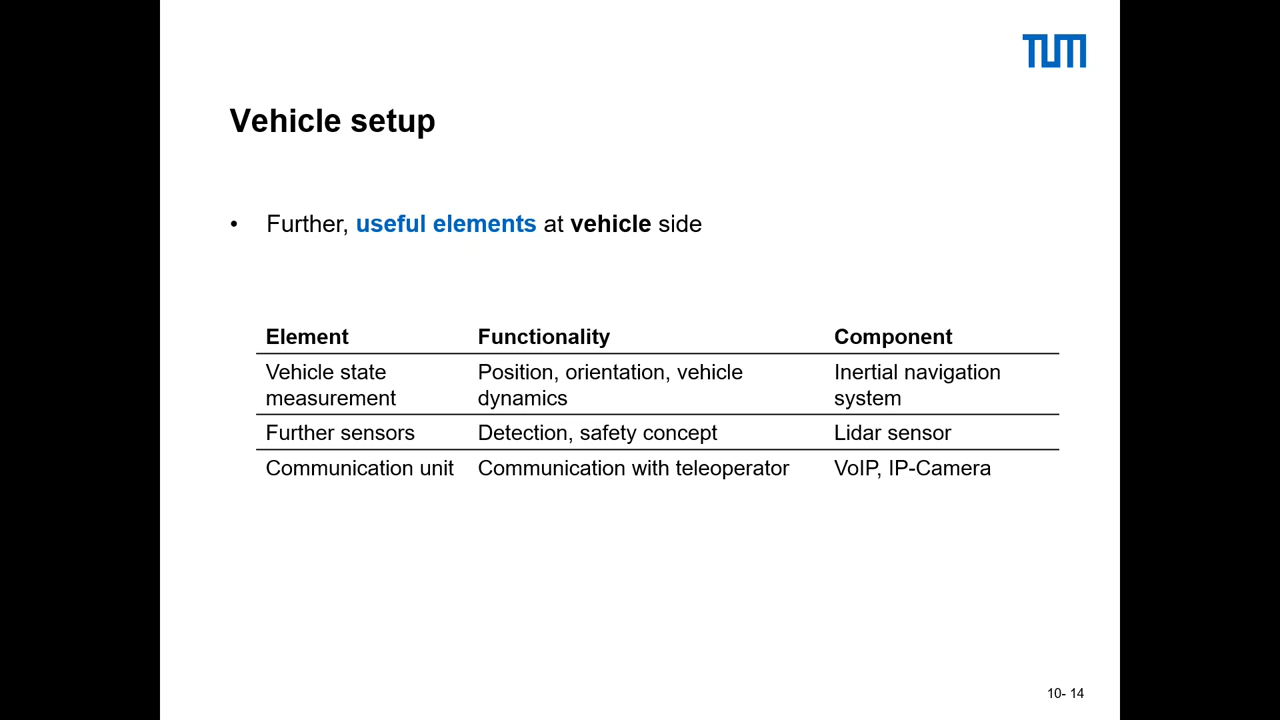 TUM
Vehicle setup
• Further, useful elements at vehicle side
Element Functionality Component
Vehicle state Position, orientation, vehicle Inertial navigation
measurement dynamics system
Further sensors Detection, safety concept Lidar sensor
Communication unit Communication with teleoperator VoIP, IP-Camera
10- 14